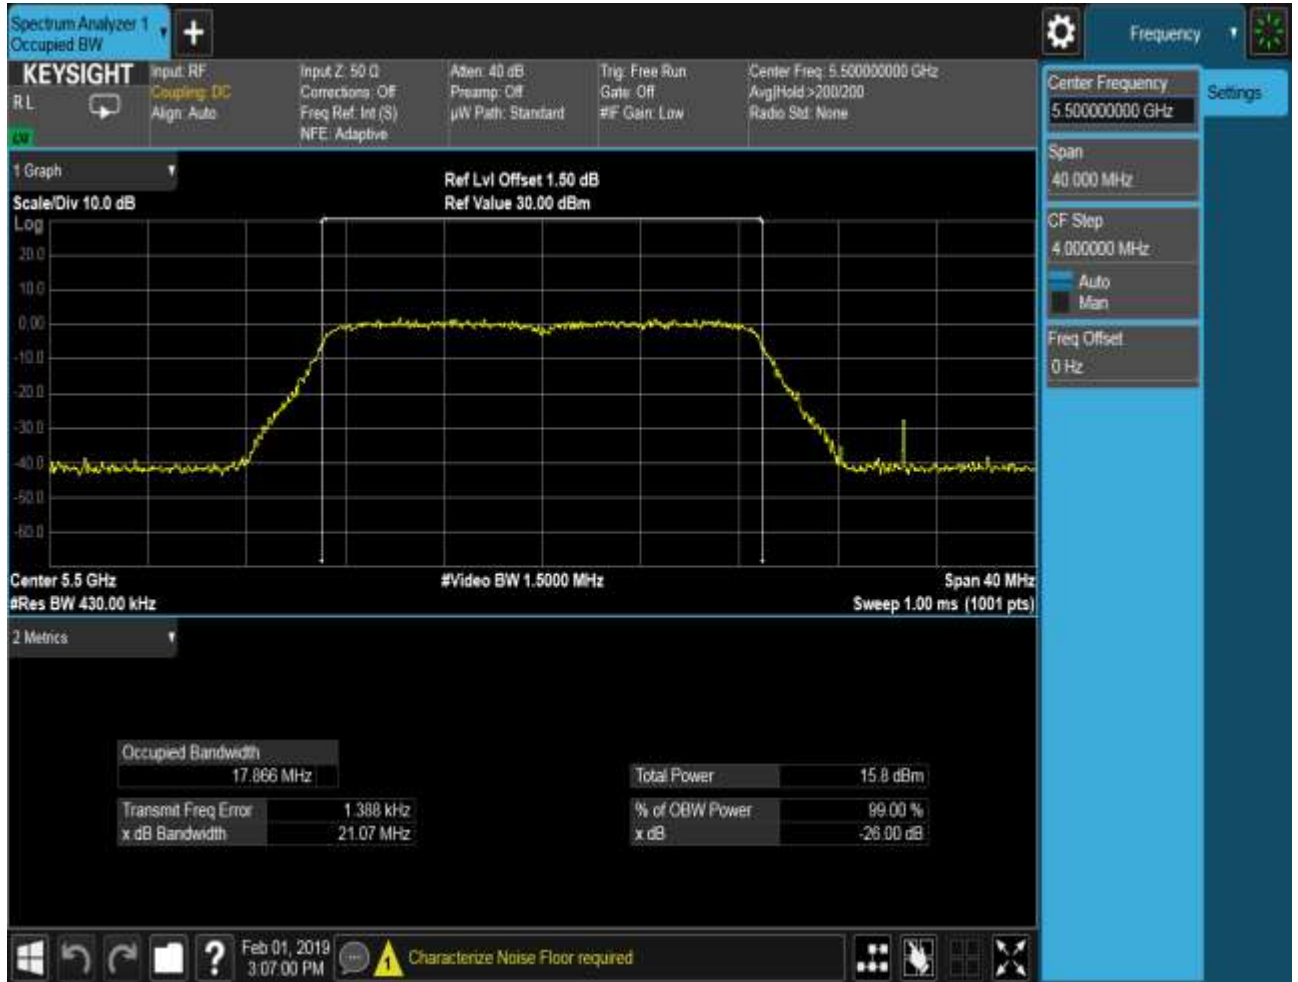 Spectrum Analyzer 1
Occupied BW
Frequency
KEYSIGHT
R L
Input: RF
Coupling: DC
Align: Auto
Input Z: 50 Ω
Corrections: Off
Freq Ref: Int (S)
NFE: Adaptive
Atten: 40 dB
Preamp: Off
µW Path: Standard
Trig: Free Run
Gate: Off
#IF Gain: Low
Center Freq: 5.500000000 GHz
Avg|Hold:>200/200
Radio Std: None
Center Frequency
5.500000000 GHz
Settings
Span
40.000 MHz
CF Step
4.000000 MHz
Auto
Man
Freq Offset
0 Hz
1 Graph
Scale/Div 10.0 dB
Ref Lvl Offset 1.50 dB
Ref Value 30.00 dBm
Log
20.0
10.0
0.00
-10.0
-20.0
-30.0
-40.0
-50.0
-60.0
Center 5.5 GHz
#Video BW 1.5000 MHz
Span 40 MHz
#Res BW 430.00 kHz
Sweep 1.00 ms (1001 pts)
2 Metrics
Occupied Bandwidth
17.866 MHz
Total Power 15.8 dBm
Transmit Freq Error 1.388 kHz
% of OBW Power 99.00 %
x dB Bandwidth 21.07 MHz
x dB -26.00 dB
Feb 01, 2019
3:07:00 PM
1
Characterize Noise Floor required